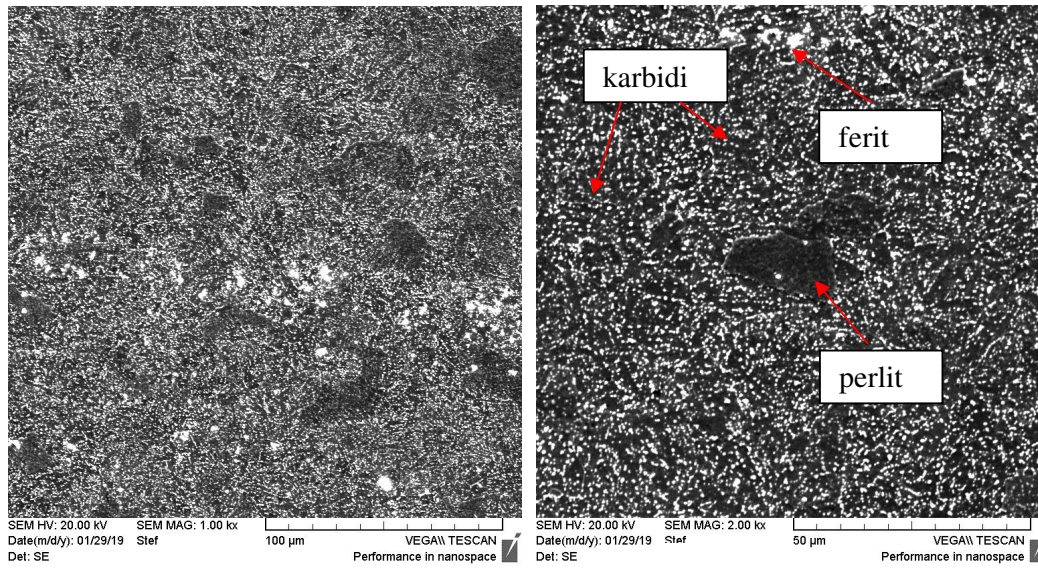 karbidi
ferit
perlit
SEM HV: 20.00 kV SEM MAG: 1.00 kx
Date(m/d/y): 01/29/19 Stef 100 µm VEGA\\ TESCAN
Det: SE Performance in nanospace
SEM HV: 20.00 kV SEM MAG: 2.00 kx
Date(m/d/y): 01/29/19 Stef 50 µm VEGA\\ TESCAN
Det: SE Performance in nanospace